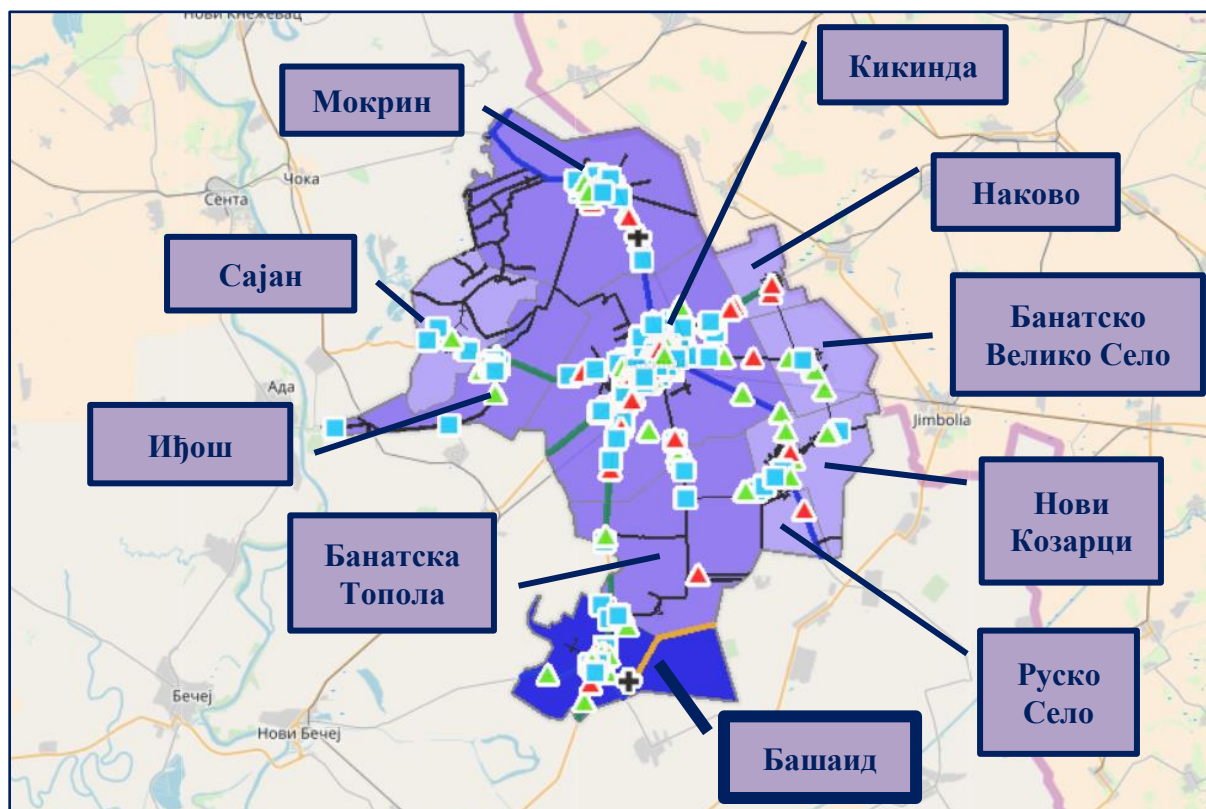 Нови Кнежевац
Кикинда
Мокрин
Чока
Сента
Наково
Сајан
Банатско
Велико Село
Ада
Jimbolia
Иђош
Нови
Козарци
Банатска
Топола
Бечеј
Нови Бечеј
Руско
Село
Башаид